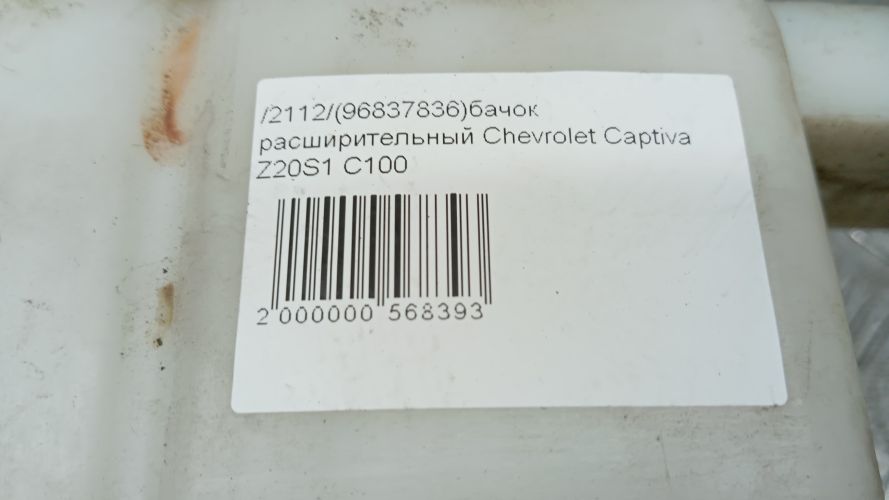 /2112/(96837836)бачок
расширительный Chevrolet Captiva
Z20S1 C100
2 000000 568393